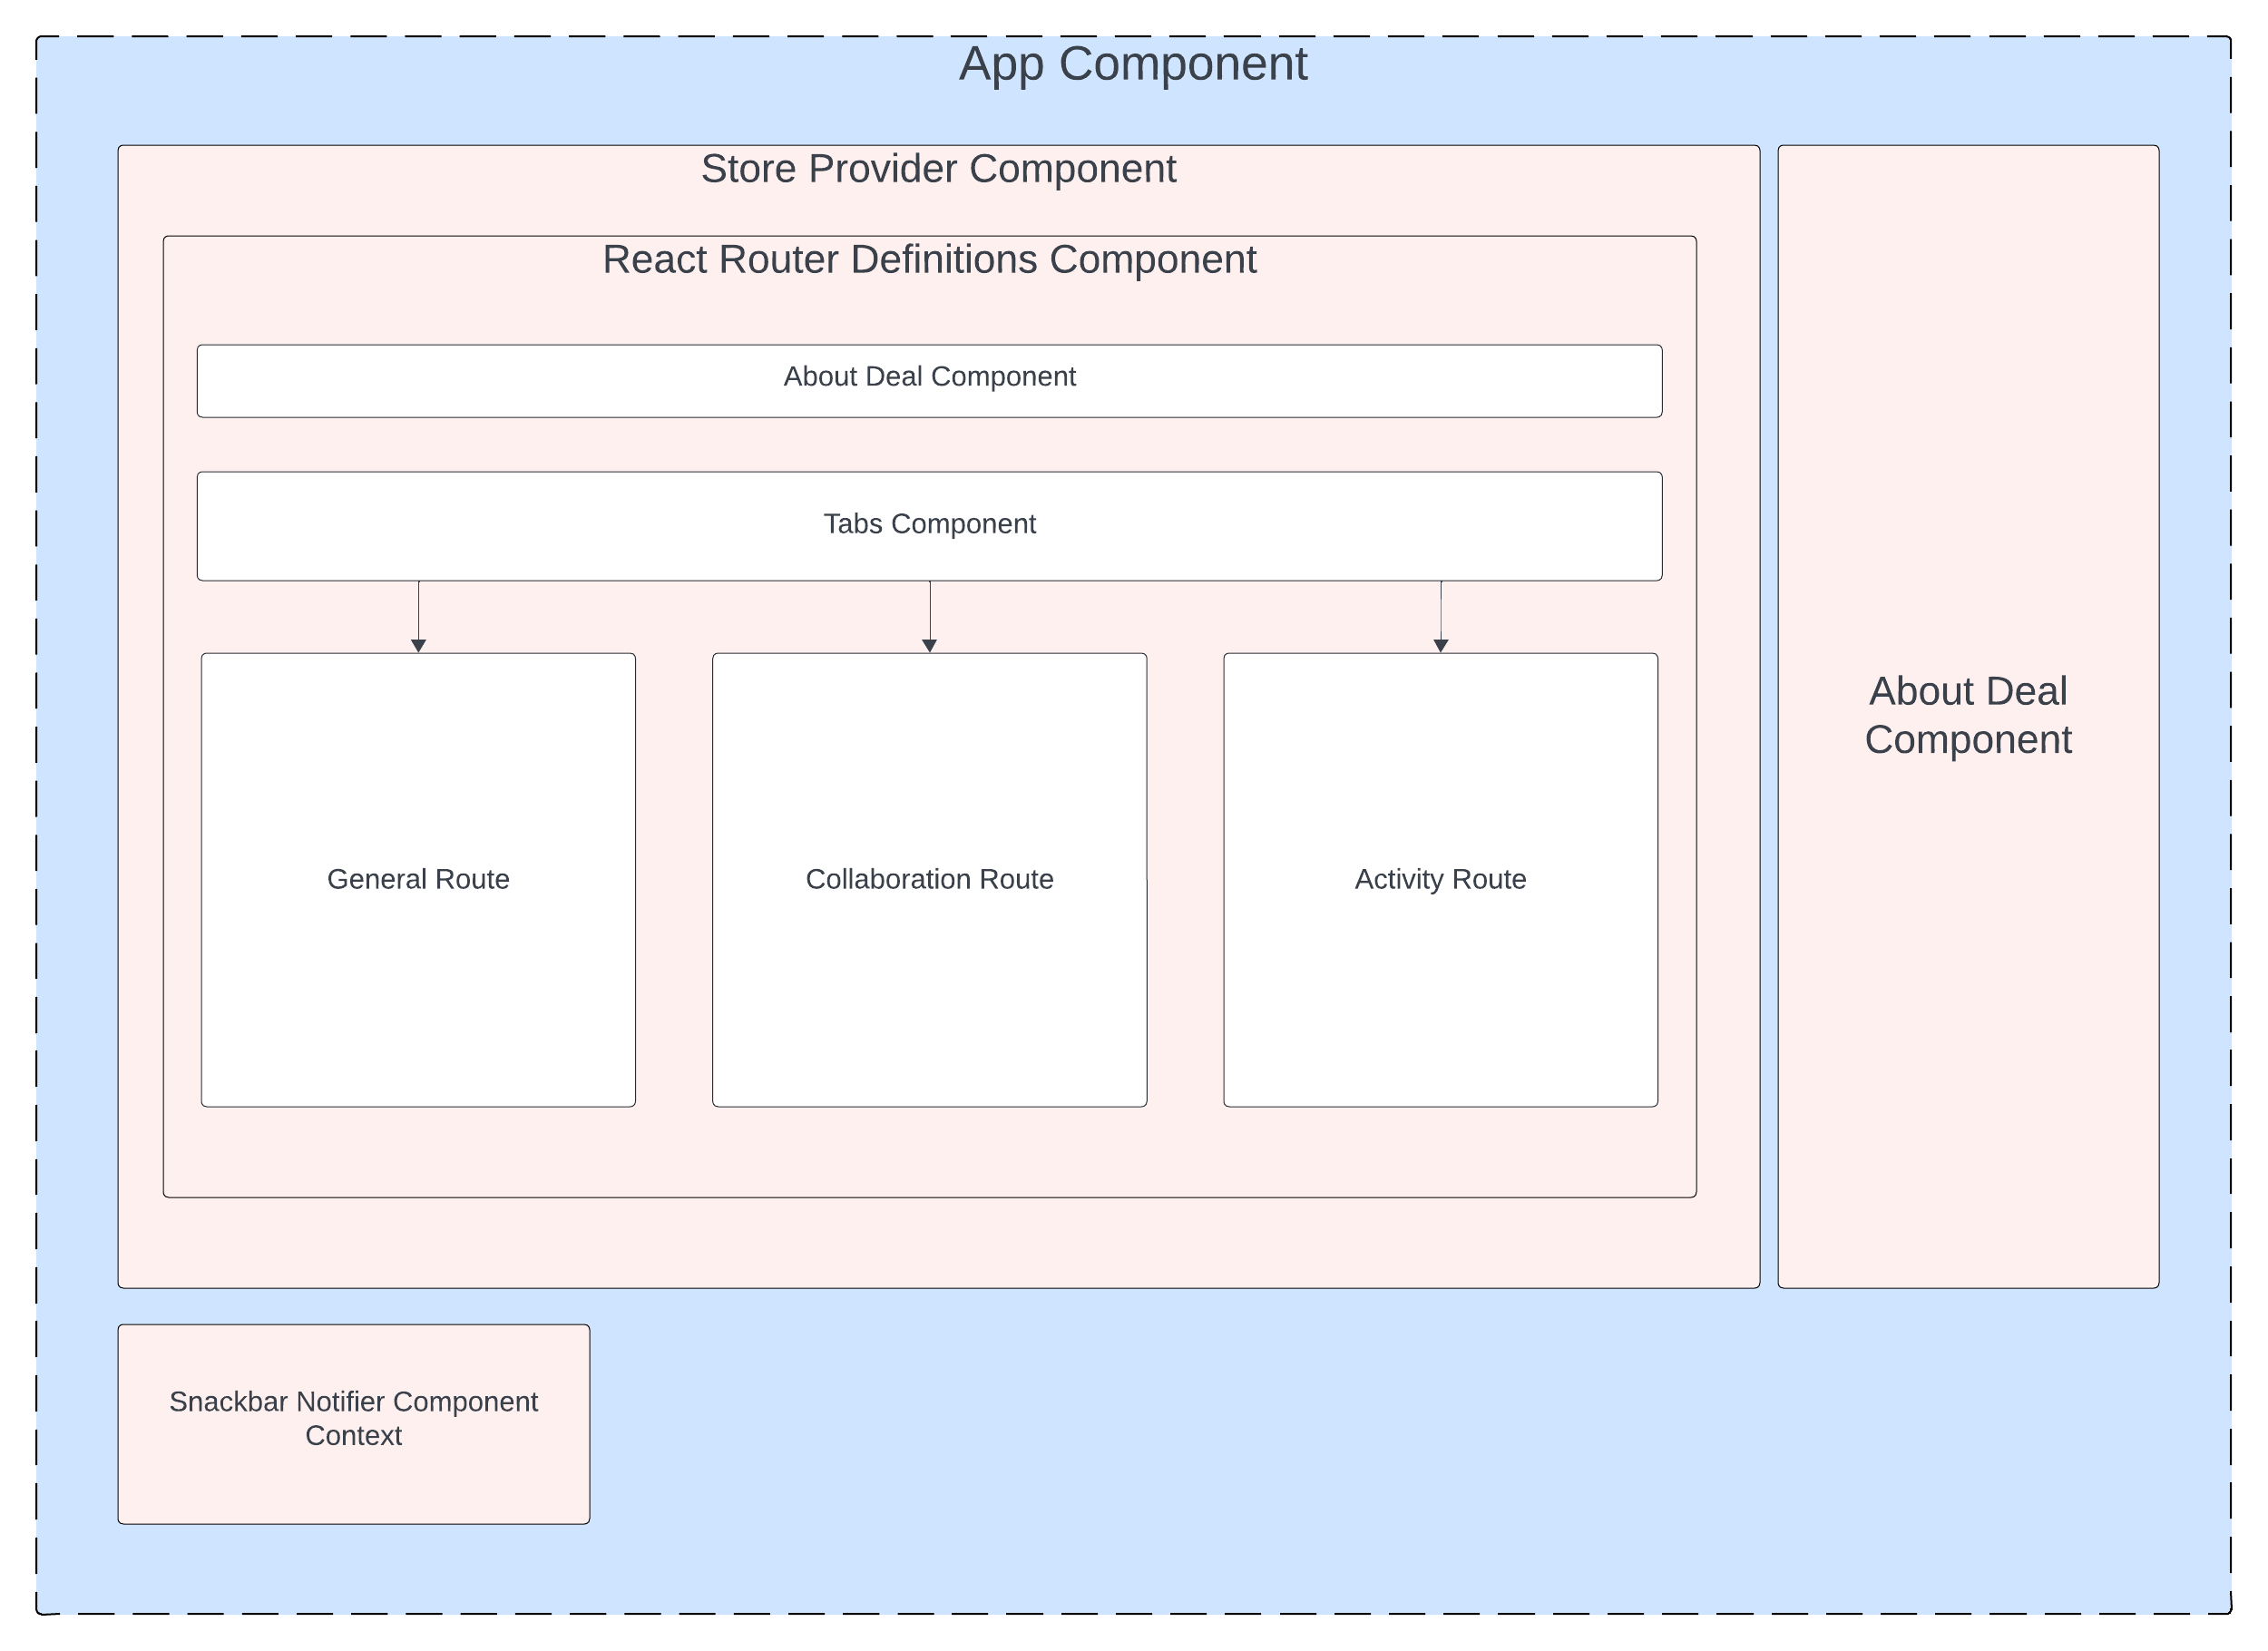 App Component
Store Provider Component
React Router Definitions Component
About Deal Component
Tabs Component
General Route
Collaboration Route
Activity Route
About Deal
Component
Snackbar Notifier Component
Context